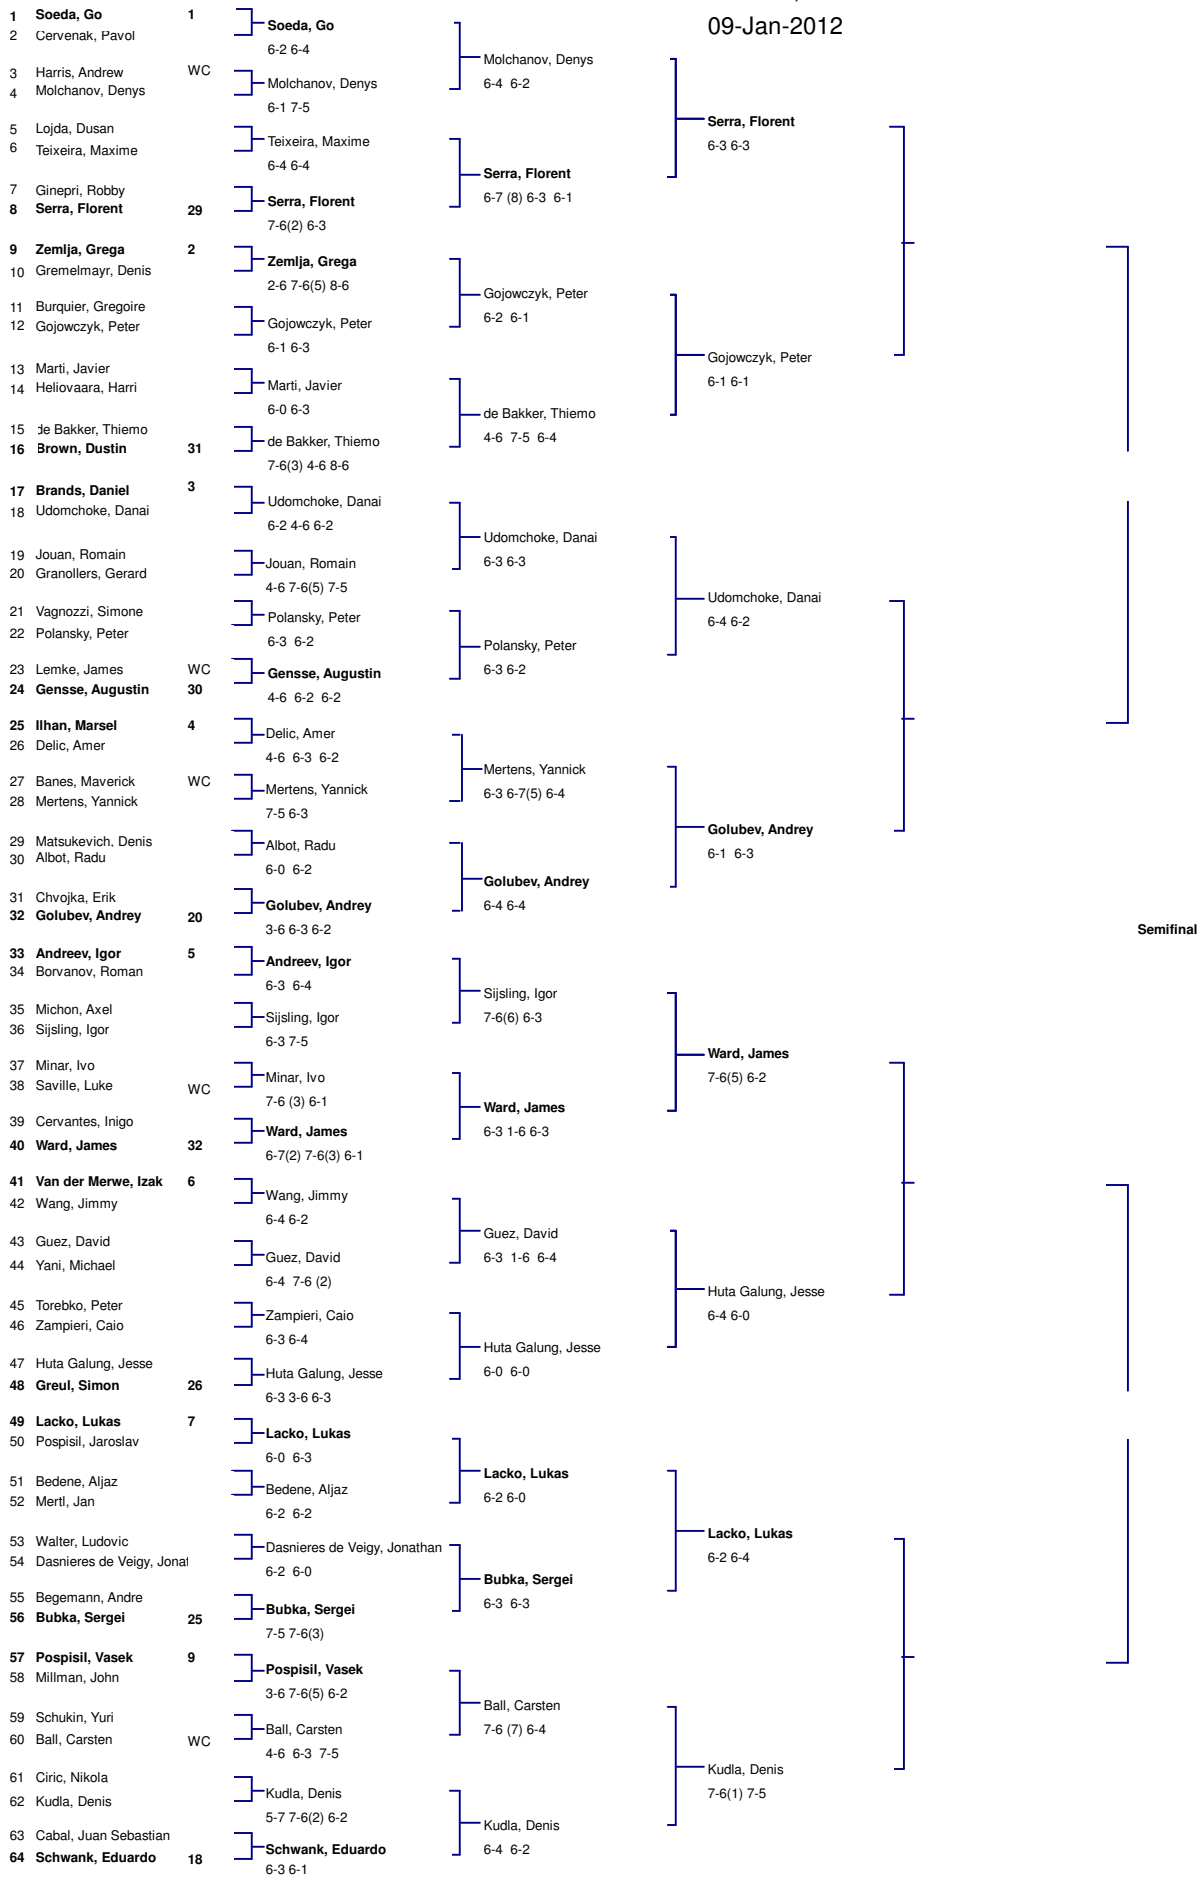 09-Jan-2012
1 Soeda, Go 1
2 Cervenak, Pavol
Soeda, Go
6-2 6-4
Molchanov, Denys
6-4 6-2
3 Harris, Andrew WC
4 Molchanov, Denys
Molchanov, Denys
6-1 7-5
Serra, Florent
6-3 6-3
5 Lojda, Dusan
6 Teixeira, Maxime
Teixeira, Maxime
6-4 6-4
Serra, Florent
6-7 (8) 6-3 6-1
7 Ginepri, Robby
8 Serra, Florent 29
Serra, Florent
7-6(2) 6-3
9 Zemlja, Grega 2
10 Gremelmayr, Denis
Zemlja, Grega
2-6 7-6(5) 8-6
Gojowczyk, Peter
6-2 6-1
11 Burquier, Gregoire
12 Gojowczyk, Peter
Gojowczyk, Peter
6-1 6-3
Gojowczyk, Peter
6-1 6-1
13 Marti, Javier
14 Heliovaara, Harri
Marti, Javier
6-0 6-3
de Bakker, Thiemo
4-6 7-5 6-4
15 de Bakker, Thiemo
16 Brown, Dustin 31
de Bakker, Thiemo
7-6(3) 4-6 8-6
17 Brands, Daniel 3
18 Udomchoke, Danai
Udomchoke, Danai
6-2 4-6 6-2
Udomchoke, Danai
6-3 6-3
19 Jouan, Romain
20 Granollers, Gerard
Jouan, Romain
4-6 7-6(5) 7-5
Udomchoke, Danai
6-4 6-2
21 Vagnozzi, Simone
22 Polansky, Peter
Polansky, Peter
6-3 6-2
Polansky, Peter
6-3 6-2
23 Lemke, James WC
24 Gensse, Augustin 30
Gensse, Augustin
4-6 6-2 6-2
25 Ilhan, Marsel 4
26 Delic, Amer
Delic, Amer
4-6 6-3 6-2
Mertens, Yannick
6-3 6-7(5) 6-4
27 Banes, Maverick WC
28 Mertens, Yannick
Mertens, Yannick
7-5 6-3
Golubev, Andrey
6-1 6-3
29 Matsukevich, Denis
30 Albot, Radu
Albot, Radu
6-0 6-2
Golubev, Andrey
6-4 6-4
31 Chvojka, Erik
32 Golubev, Andrey 20
Golubev, Andrey
3-6 6-3 6-2
Semifinal
33 Andreev, Igor 5
34 Borvanov, Roman
Andreev, Igor
6-3 6-4
Sijsling, Igor
7-6(6) 6-3
35 Michon, Axel
36 Sijsling, Igor
Sijsling, Igor
6-3 7-5
Ward, James
7-6(5) 6-2
37 Minar, Ivo
38 Saville, Luke WC
Minar, Ivo
7-6 (3) 6-1
Ward, James
6-3 1-6 6-3
39 Cervantes, Inigo
40 Ward, James 32
Ward, James
6-7(2) 7-6(3) 6-1
41 Van der Merwe, Izak 6
42 Wang, Jimmy
Wang, Jimmy
6-4 6-2
Guez, David
6-3 1-6 6-4
43 Guez, David
44 Yani, Michael
Guez, David
6-4 7-6 (2)
Huta Galung, Jesse
6-4 6-0
45 Torebko, Peter
46 Zampieri, Caio
Zampieri, Caio
6-3 6-4
Huta Galung, Jesse
6-0 6-0
47 Huta Galung, Jesse
48 Greul, Simon 26
Huta Galung, Jesse
6-3 3-6 6-3
49 Lacko, Lukas 7
50 Pospisil, Jaroslav
Lacko, Lukas
6-0 6-3
Lacko, Lukas
6-2 6-0
51 Bedene, Aljaz
52 Mertl, Jan
Bedene, Aljaz
6-2 6-2
Lacko, Lukas
6-2 6-4
53 Walter, Ludovic
54 Dasnieres de Veigy, Jonat
Dasnieres de Veigy, Jonathan
6-2 6-0
Bubka, Sergei
6-3 6-3
55 Begemann, Andre
56 Bubka, Sergei 25
Bubka, Sergei
7-5 7-6(3)
57 Pospisil, Vasek 9
58 Millman, John
Pospisil, Vasek
3-6 7-6(5) 6-2
Ball, Carsten
7-6 (7) 6-4
59 Schukin, Yuri
60 Ball, Carsten WC
Ball, Carsten
4-6 6-3 7-5
Kudla, Denis
7-6(1) 7-5
61 Ciric, Nikola
62 Kudla, Denis
Kudla, Denis
5-7 7-6(2) 6-2
Kudla, Denis
6-4 6-2
63 Cabal, Juan Sebastian
64 Schwank, Eduardo 18
Schwank, Eduardo
6-3 6-1